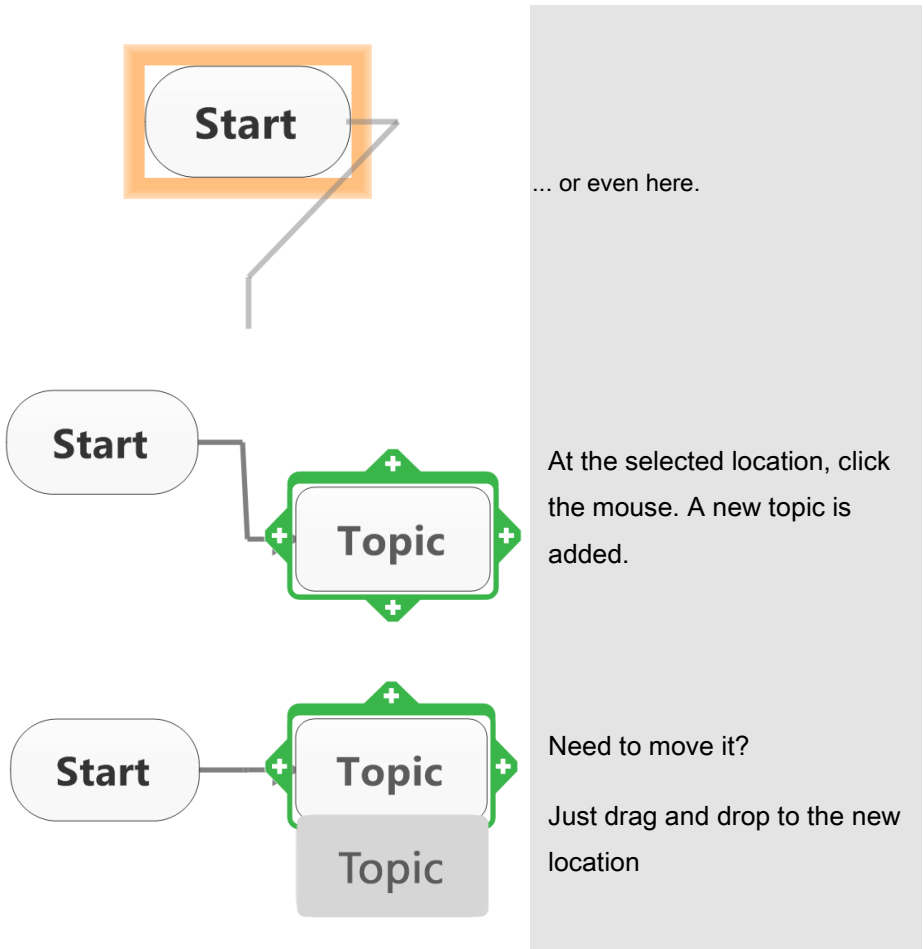 Start
... or even here.
Start
Topic
At the selected location, click
the mouse. A new topic is
added.
Start
Topic
Topic
Need to move it?
Just drag and drop to the new
location